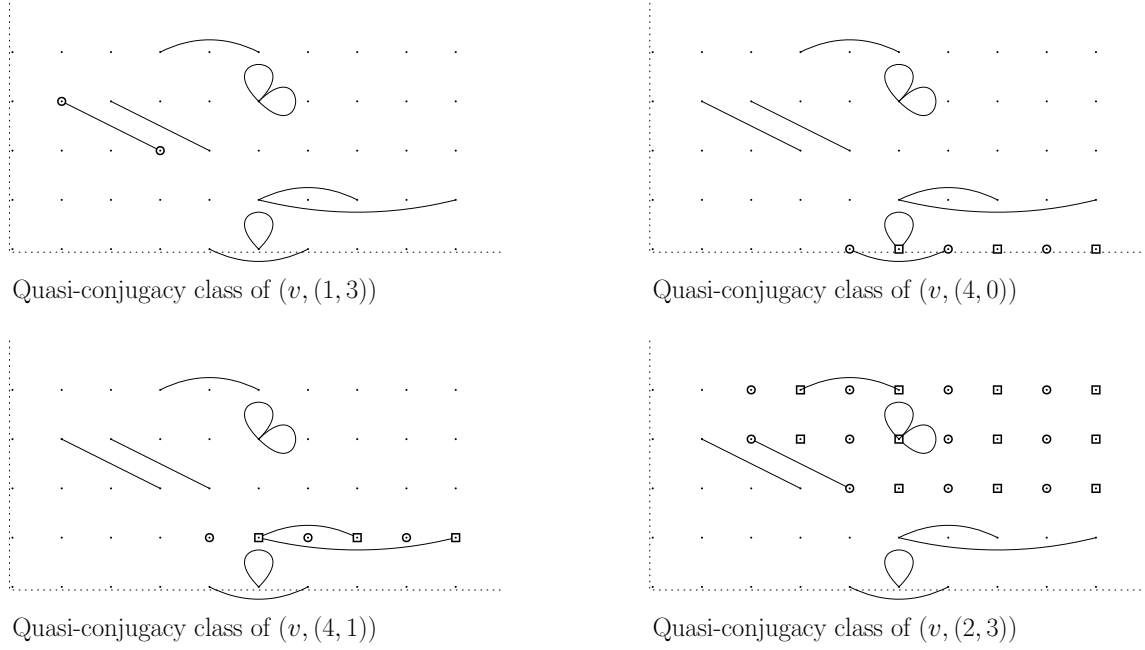 Quasi-conjugacy class of (v, (1, 3))
Quasi-conjugacy class of (v, (4, 0))
Quasi-conjugacy class of (v, (4, 1))
Quasi-conjugacy class of (v, (2, 3))